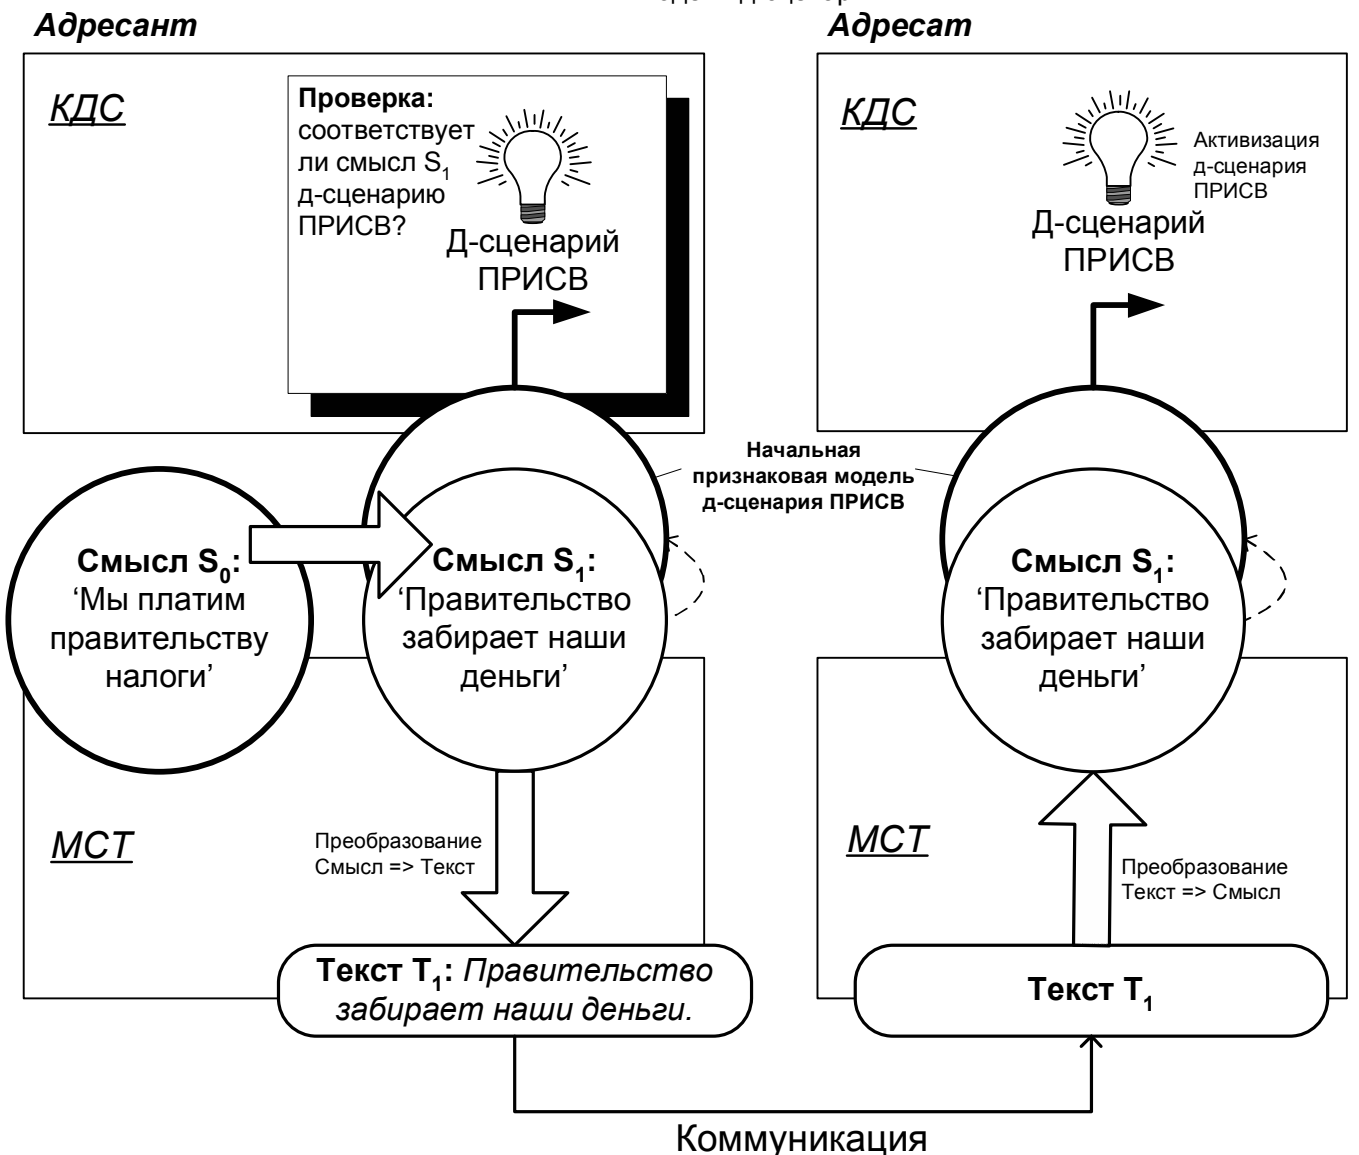 Адресант
Адресат
КДС
Проверка:
соответствует
ли смысл S1
д-сценарию
ПРИСВ?
Д-сценарий
ПРИСВ
КДС
Активизация
д-сценария
ПРИСВ
Д-сценарий
ПРИСВ
Начальная
признаковая модель
д-сценария ПРИСВ
Смысл S0:
‘Мы платим
правительству
налоги’
Смысл S1:
‘Правительство
забирает наши
деньги’
Смысл S1:
‘Правительство
забирает наши
деньги’
МСТ
Преобразование
Смысл => Текст
МСТ
Преобразование
Текст => Смысл
Текст T1: Правительство
забирает наши деньги.
Текст T1
Коммуникация